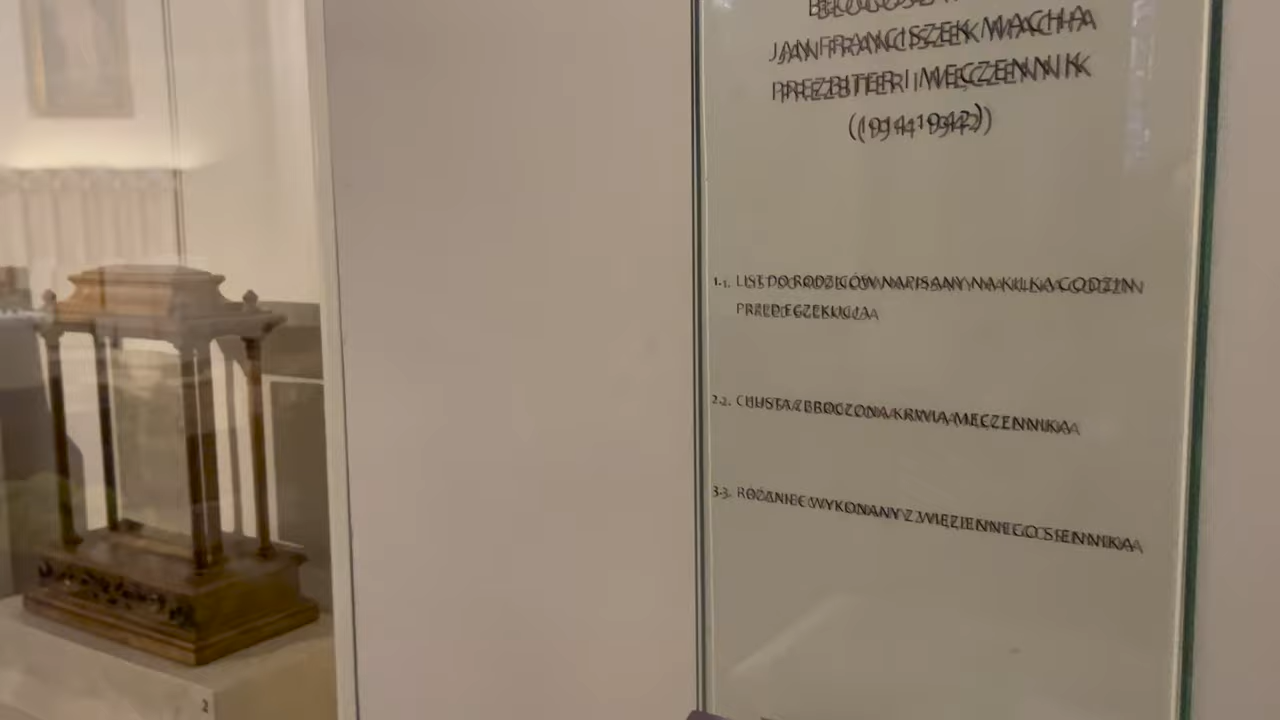 JAN FRANCISZEK MACHA
PREZBITER I MĘCZENNIK
(1914-1942)
1. LIST DO RODZICÓW NAPISANY NA KILKA GODZIN
PRZED EGZEKUCJĄ
2. CHUSTA ZBROCZONA KRWIĄ MĘCZENNIKA
3. RÓŻANIEC WYKONANY Z WIĘZIENNEGO SIENNIKA
2